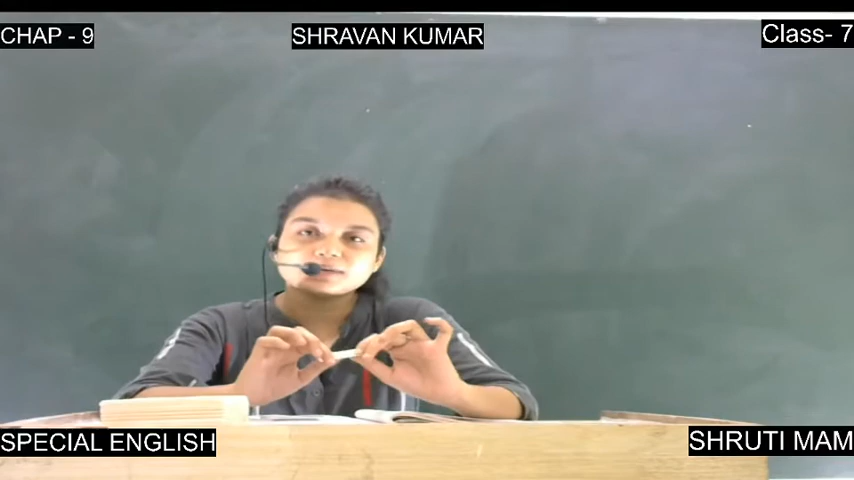 CHAP - 9
SHRAVAN KUMAR
Class- 7
SPECIAL ENGLISH
SHRUTI MAM